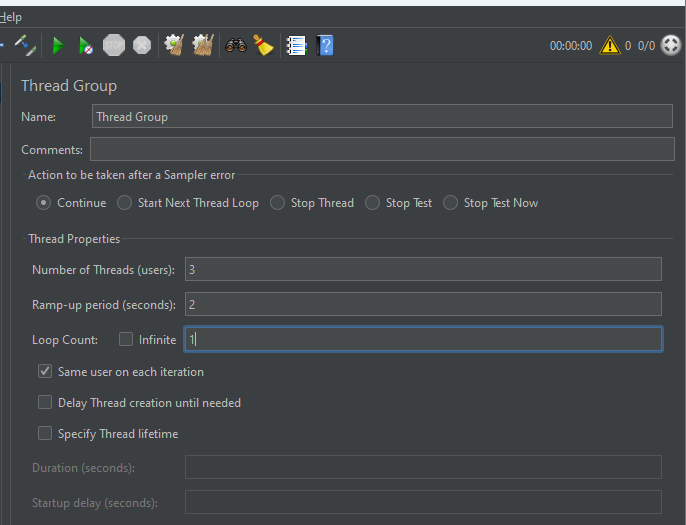 Help
STOP
00:00:00 0 0/0
Thread Group
Name: Thread Group
Comments:
Action to be taken after a Sampler error
Continue Start Next Thread Loop Stop Thread Stop Test Stop Test Now
Thread Properties
Number of Threads (users): 3
Ramp-up period (seconds): 2
Loop Count: Infinite 1
Same user on each iteration
Delay Thread creation until needed
Specify Thread lifetime
Duration (seconds):
Startup delay (seconds):